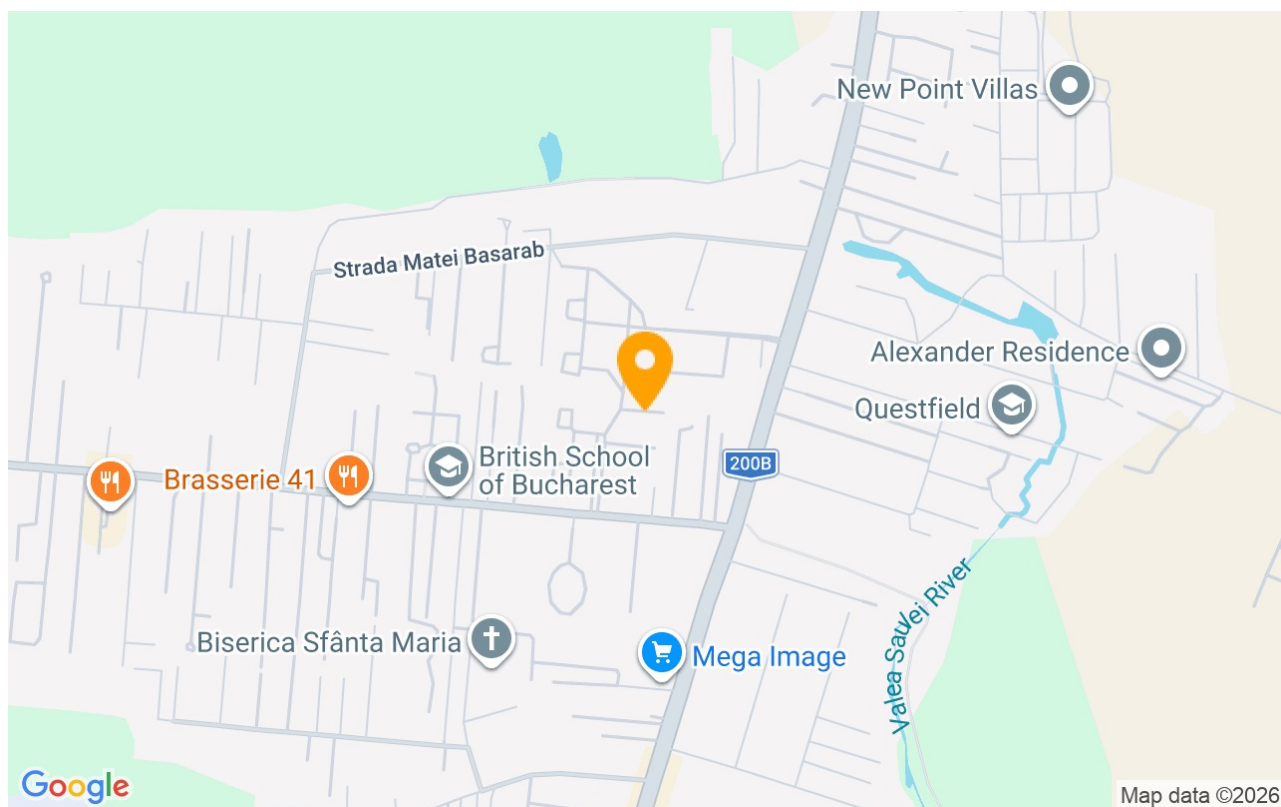 New Point Villas
Strada Matei Basarab
Alexander Residence
Questfield
British School
of Bucharest
200B
Brasserie 41
Valea Saulei River
Biserica Sfânta Maria
Mega Image
Google
Map data ©2026